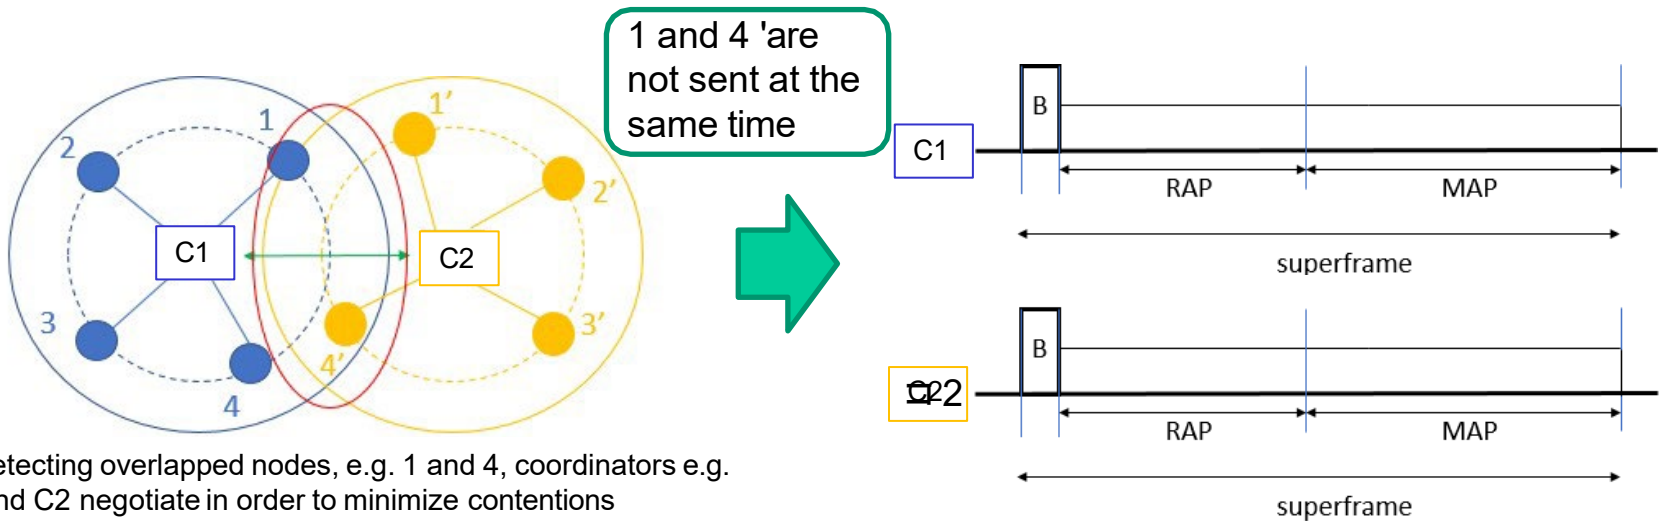 1 and 4 'are
not sent at the
same time
1
1'
2
2'
C1
C2
3
3'
4'
4
etecting overlapped nodes, e.g. 1 and 4, coordinators e.g.
nd C2 negotiate in order to minimize contentions
B
C1
RAP
MAP
superframe
B
C2
2
RAP
MAP
superframe